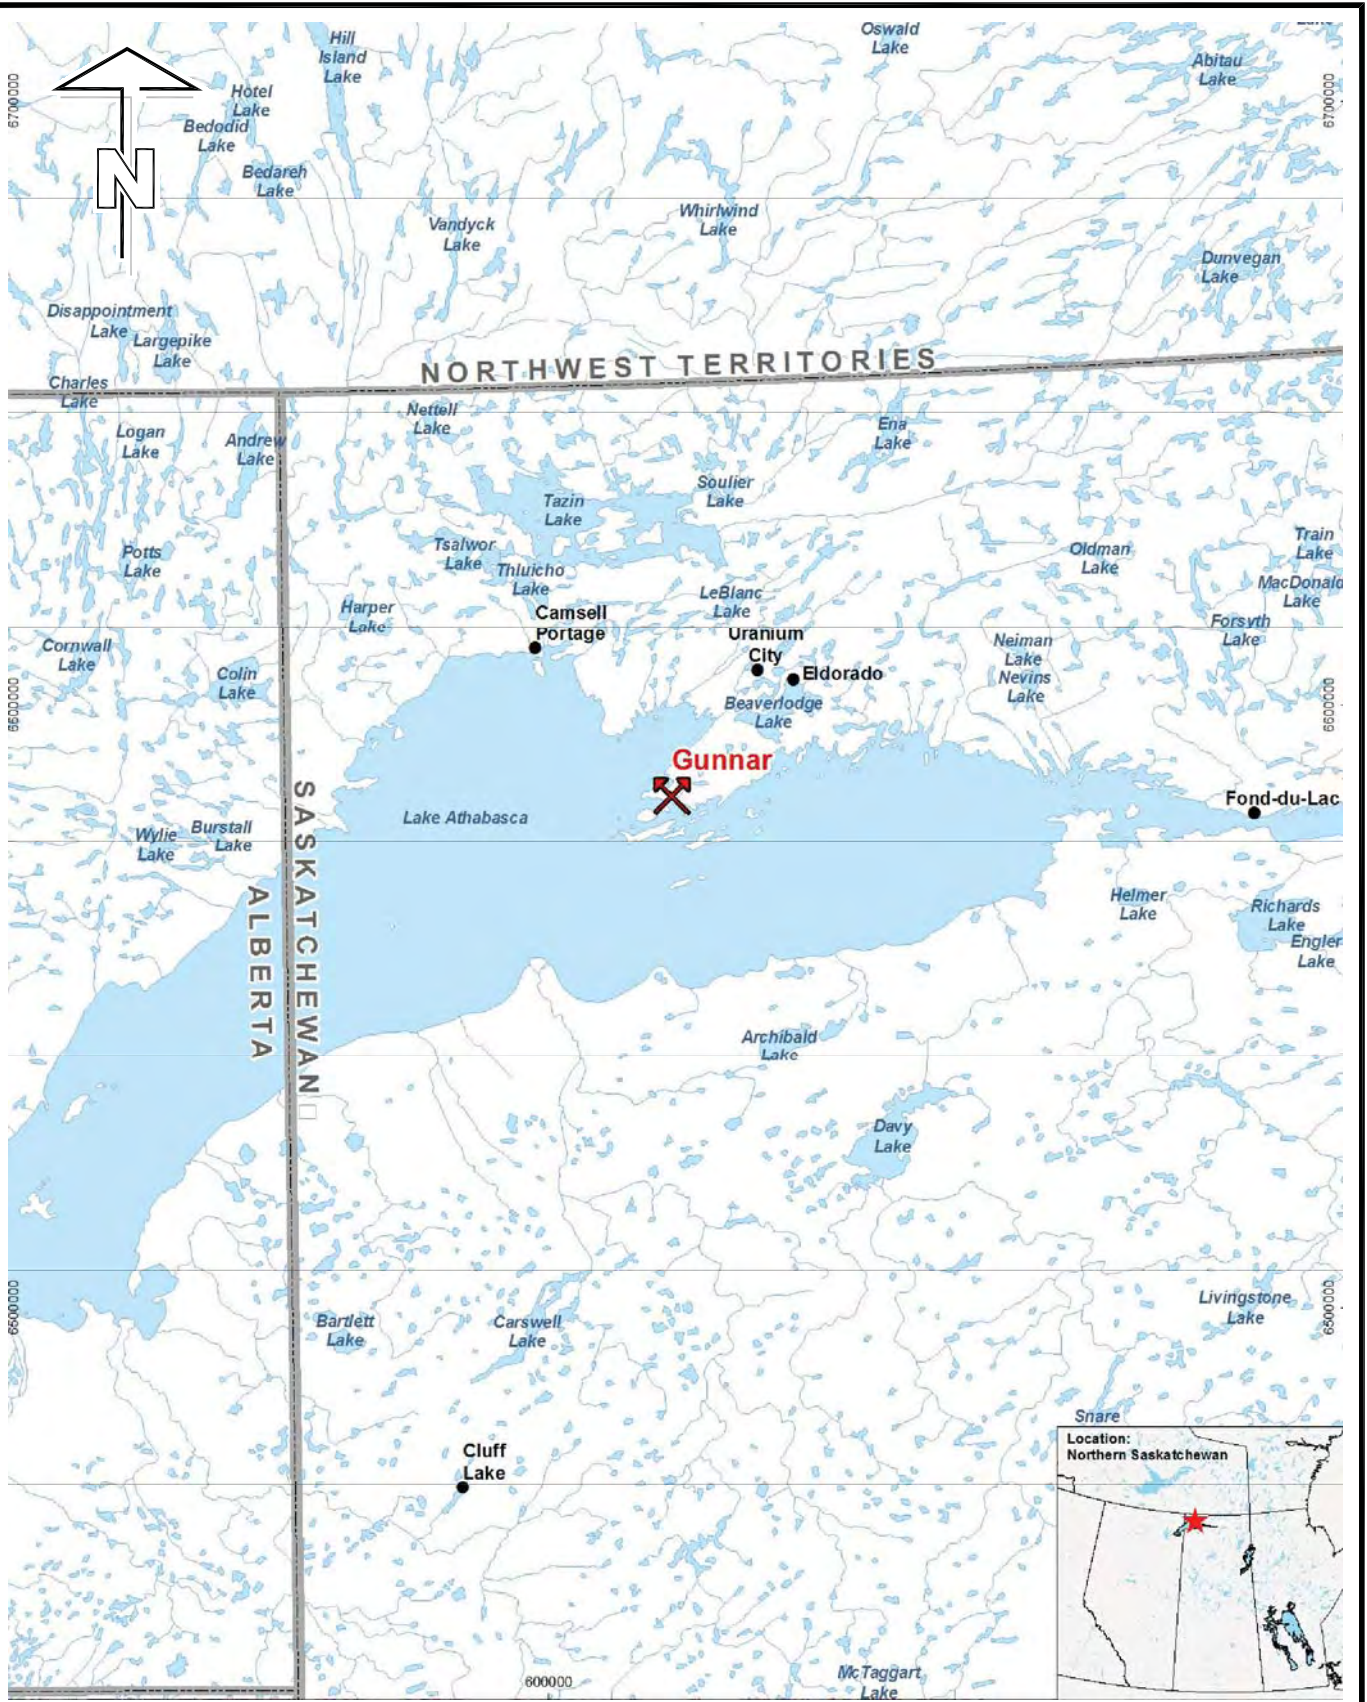 Hill
Island
Lake
Oswald
Lake
Abitau
Lake
6700000
6700000
Hotel
Lake
Bedodid
Lake
Bedareh
Lake
N
Vandyck
Lake
Whirlwind
Lake
Dunvegan
Lake
Disappointment
Lake
Largepike
Lake
NORTHWEST TERRITORIES
Charles
Lake
Nettell
Lake
Logan
Lake
Andrew
Lake
Ena
Lake
Soulier
Lake
Tazin
Lake
Tsalwor
Lake
Thluicho
Lake
Potts
Lake
Oldman
Lake
Train
Lake
MacDonald
Lake
Harper
Lake
Camsell
Portage
LeBlanc
Lake
Uranium
City
Eldorado
Beaverlodge
Lake
Forsyth
Lake
Neiman
Lake
Nevins
Lake
Cornwall
Lake
Colin
Lake
6600000
6600000
Gunnar
Fond-du-Lac
Lake Athabasca
Wylie
Lake
Burstall
Lake
SASKATCHEWAN
ALBERTA
Helmer
Lake
Richards
Lake
Engler
Lake
Archibald
Lake
Davy
Lake
6500000
6500000
Bartlett
Lake
Carswell
Lake
Livingstone
Lake
Snare
Cluff
Lake
Location:
Northern Saskatchewan
600000
McTaggart
Lake